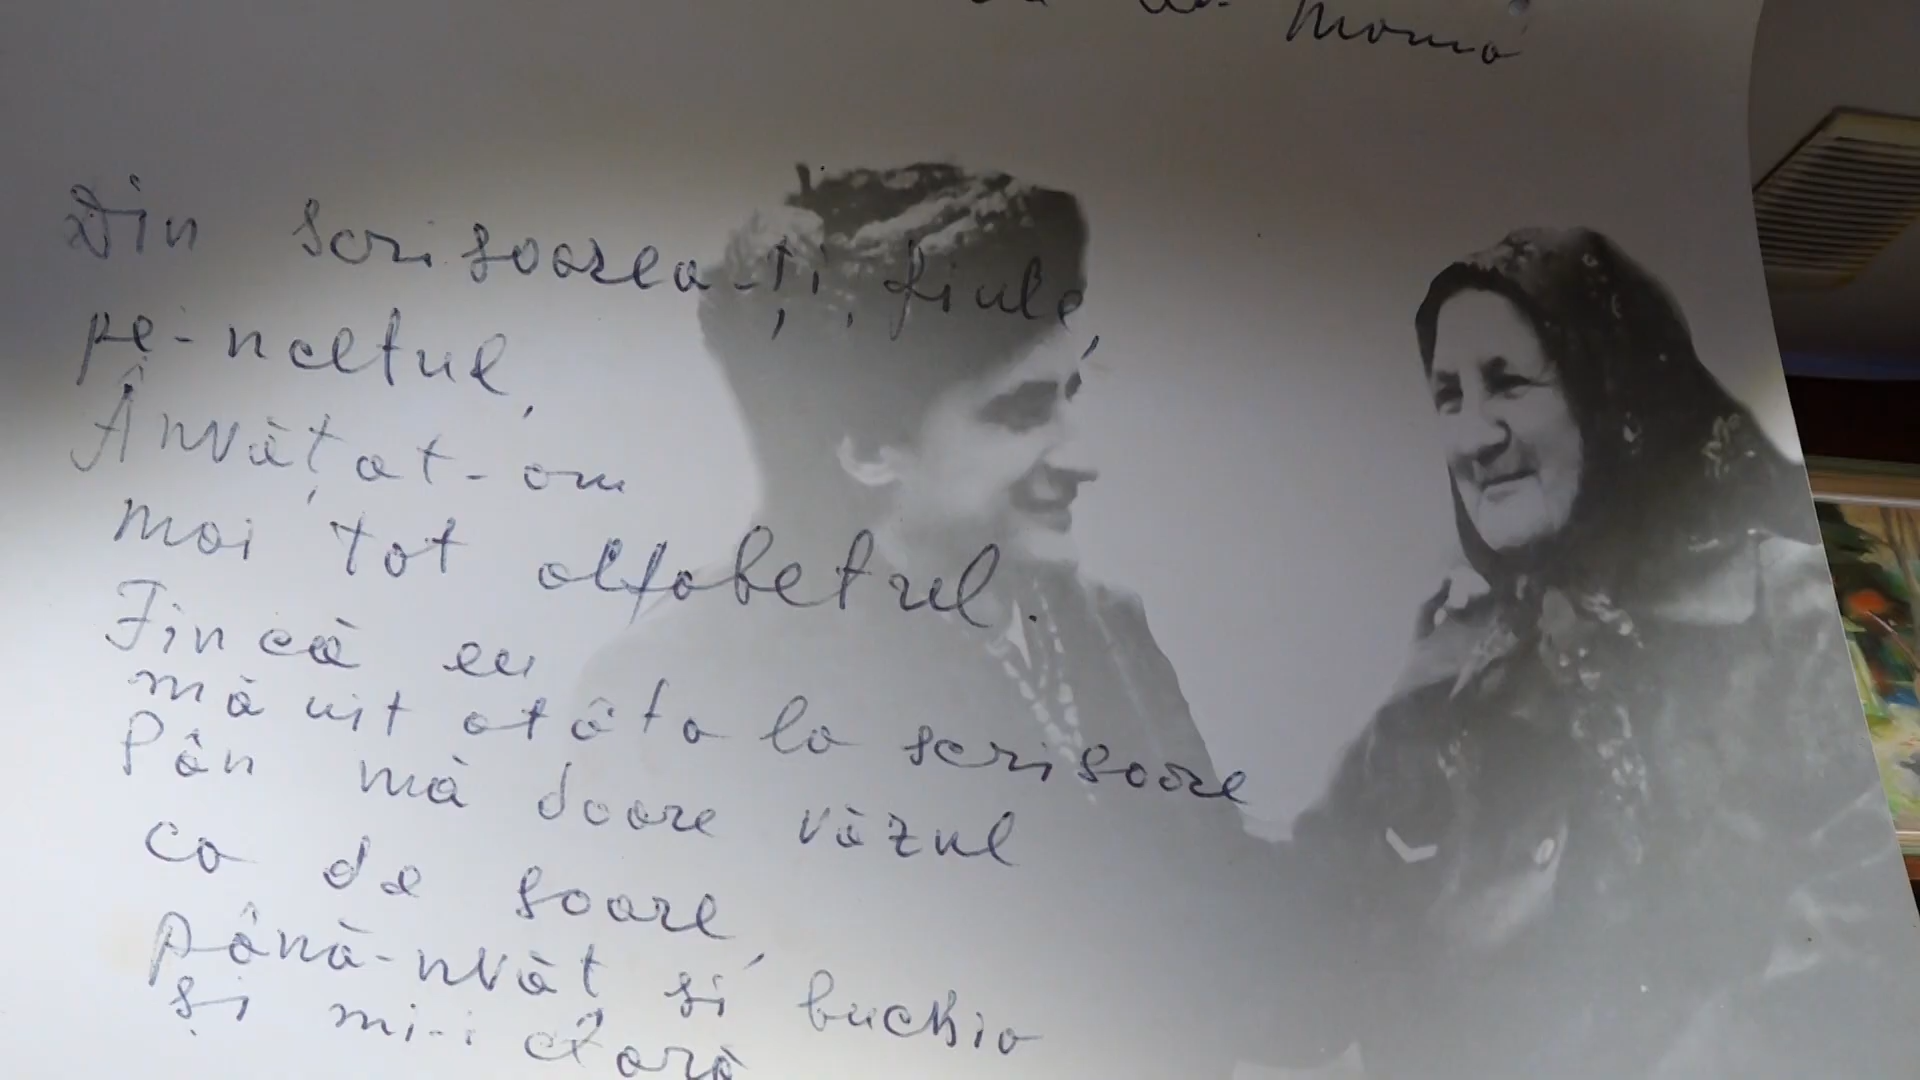 Mama
Din scrisoarea-ți, fiule,
pe-ncetul,
Învățat-am
mai tot alfabetul.
Fincă eu
mă uit atâta la scrisoare
Pân mă doare văzul
ca de soare,
până-nvăț și buchia
și mi-i clară